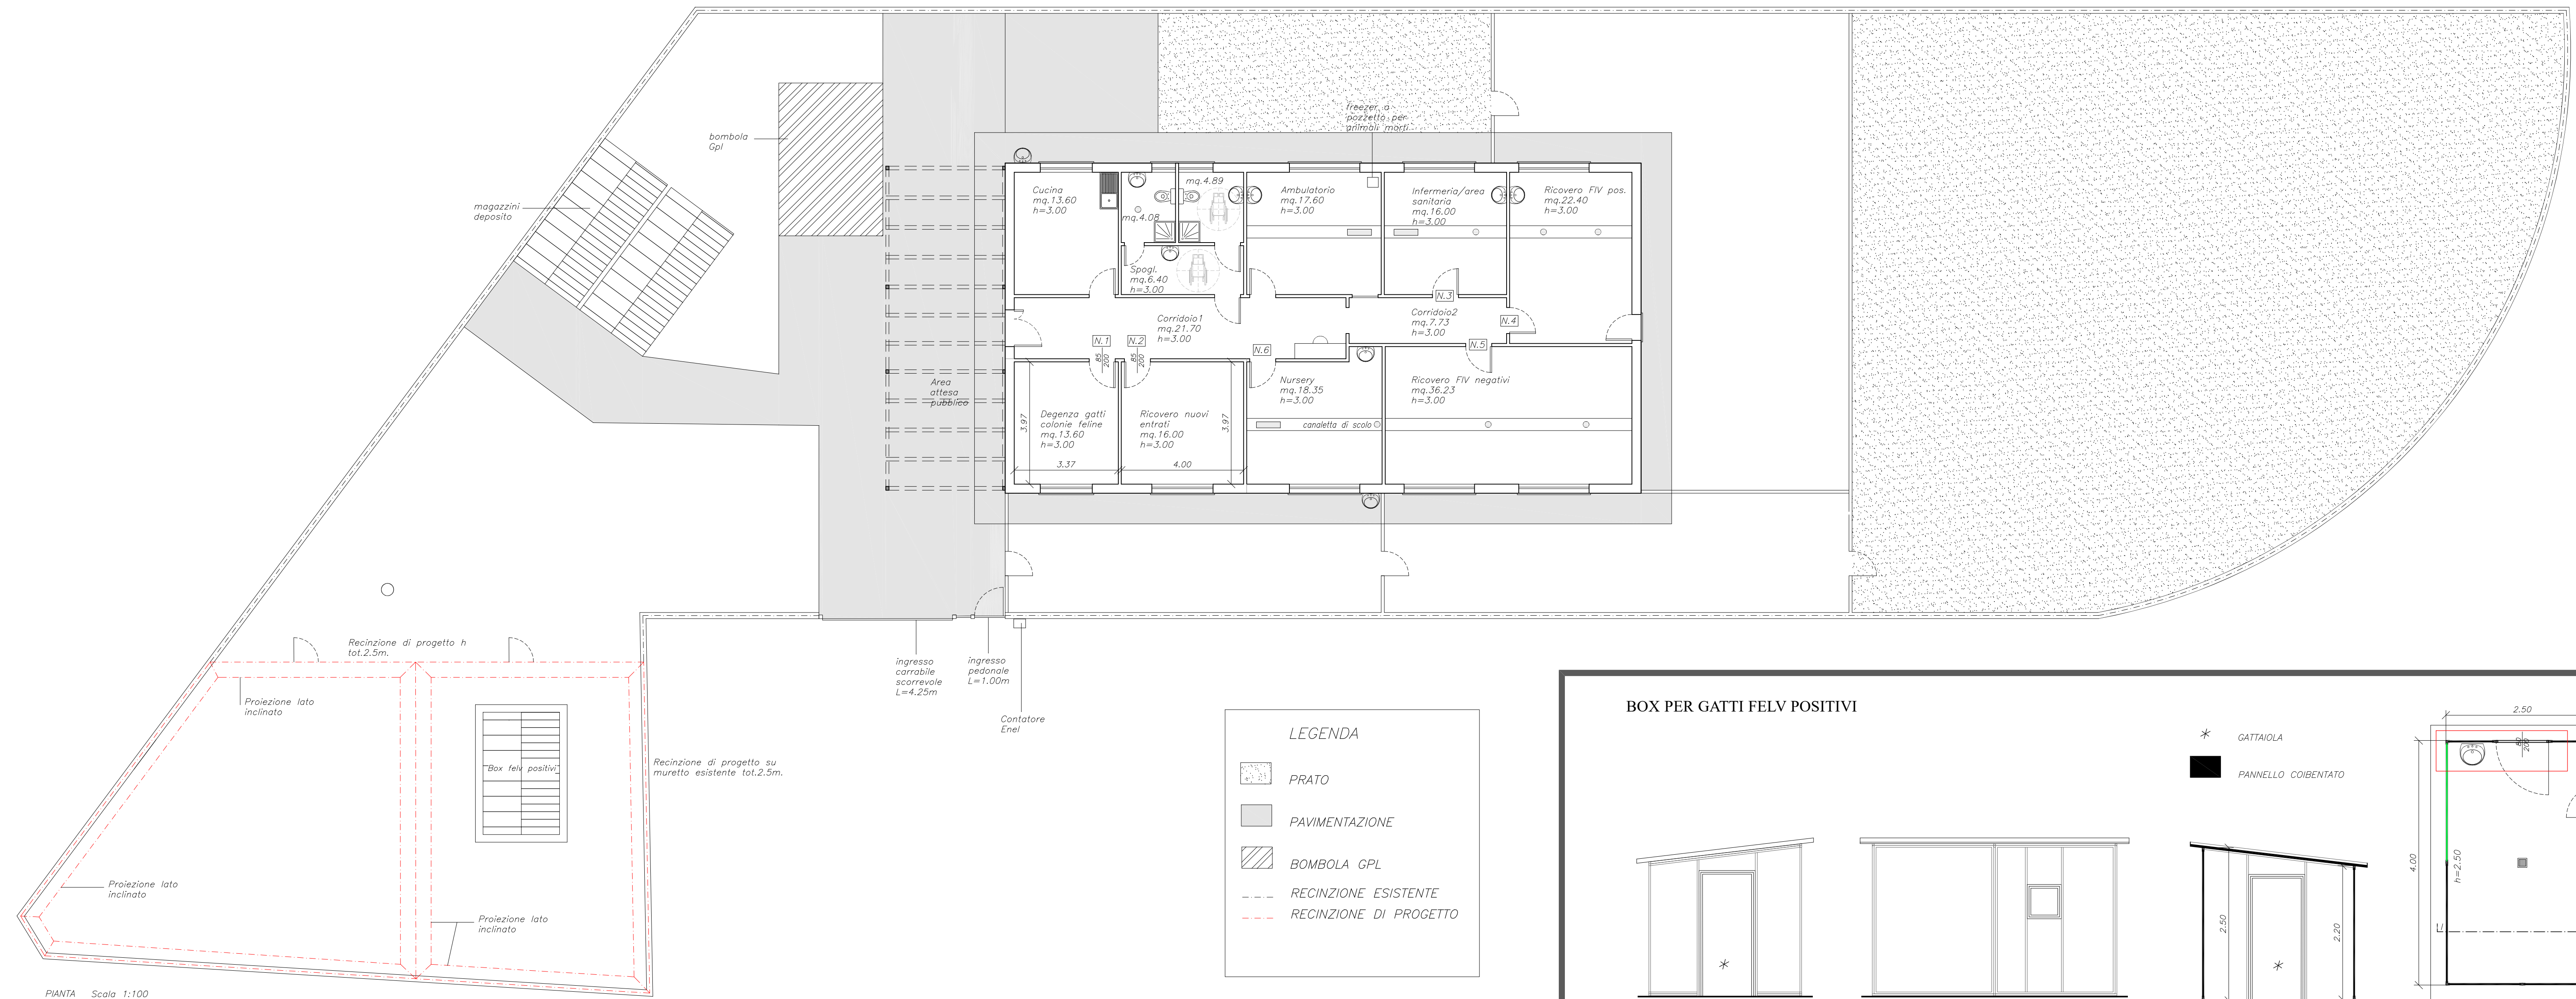 bombola
Gpl
magazzini
deposito
freezer a
pozzetto per
animali morti
Cucina
mq.13.60
h=3.00
mq.4.08
mq.4.89
Spogl.
mq.6.40
h=3.00
Ambulatorio
mq.17.60
h=3.00
Infermeria/area
sanitaria
mq.16.00
h=3.00
Ricovero FIV pos.
mq.22.40
h=3.00
Corridoio1
mq.21.70
h=3.00
Corridoio2
mq.7.73
h=3.00
N.3
N.4
N.5
N.1
85
200
N.2
85
200
N.6
Area
attesa
pubblico
3.97
Degenza gatti
colonie feline
mq.13.60
h=3.00
3.37
Ricovero nuovi
entrati
mq.16.00
h=3.00
4.00
3.97
Nursery
mq.18.35
h=3.00
canaletta di scolo
Ricovero FIV negativi
mq.36.23
h=3.00
Recinzione di progetto h
tot.2.5m.
Proiezione lato
inclinato
Box felv positivi
Recinzione di progetto su
muretto esistente tot.2.5m.
Proiezione lato
inclinato
Proiezione lato
inclinato
ingresso
carrabile
scorrevole
L=4.25m
ingresso
pedonale
L=1.00m
Contatore
Enel
LEGENDA
PRATO
PAVIMENTAZIONE
BOMBOLA GPL
RECINZIONE ESISTENTE
RECINZIONE DI PROGETTO
BOX PER GATTI FELV POSITIVI
GATTAIOLA
PANNELLO COIBENTATO
2.50
2.20
2.50
80
200
4.00
h=2.50
PIANTA Scala 1:100